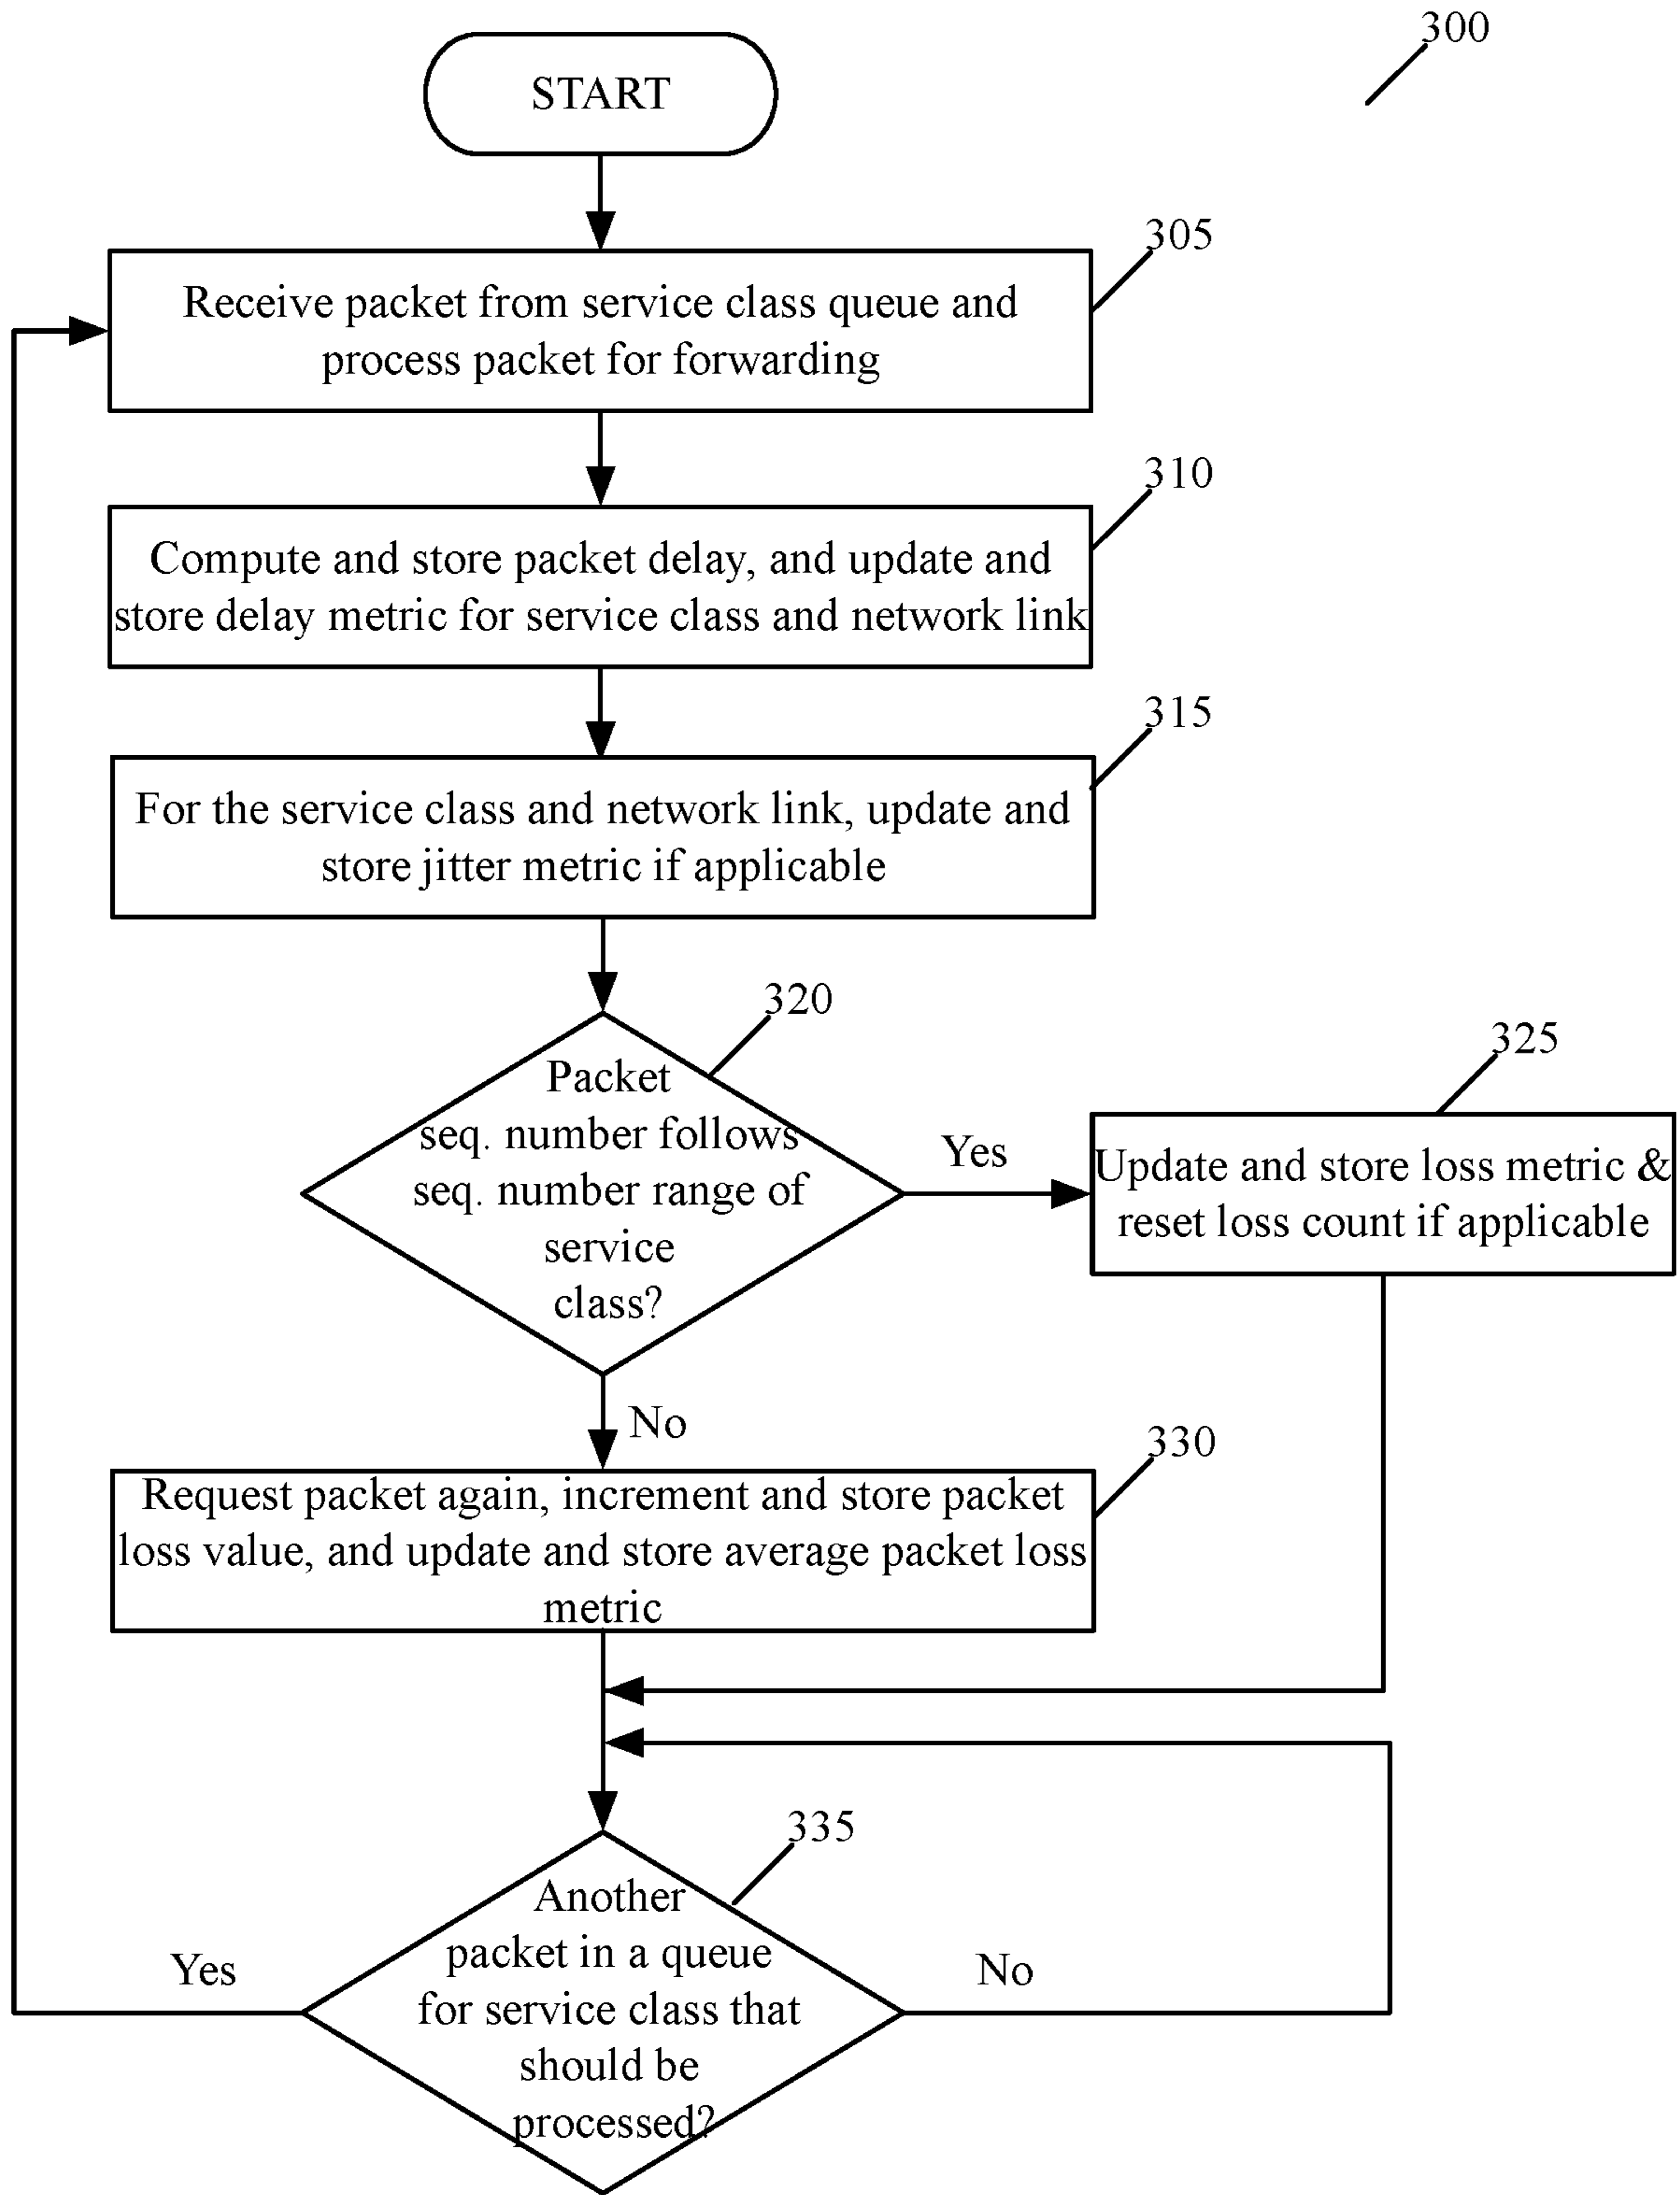 300
START
305
Receive packet from service class queue and
process packet for forwarding
310
Compute and store packet delay, and update and
store delay metric for service class and network link
315
For the service class and network link, update and
store jitter metric if applicable
320
Packet
seq. number follows
seq. number range of
service
class?
Yes
325
Update and store loss metric &
reset loss count if applicable
No
330
Request packet again, increment and store packet
loss value, and update and store average packet loss
metric
335
Another
packet in a queue
for service class that
should be
processed?
Yes
No